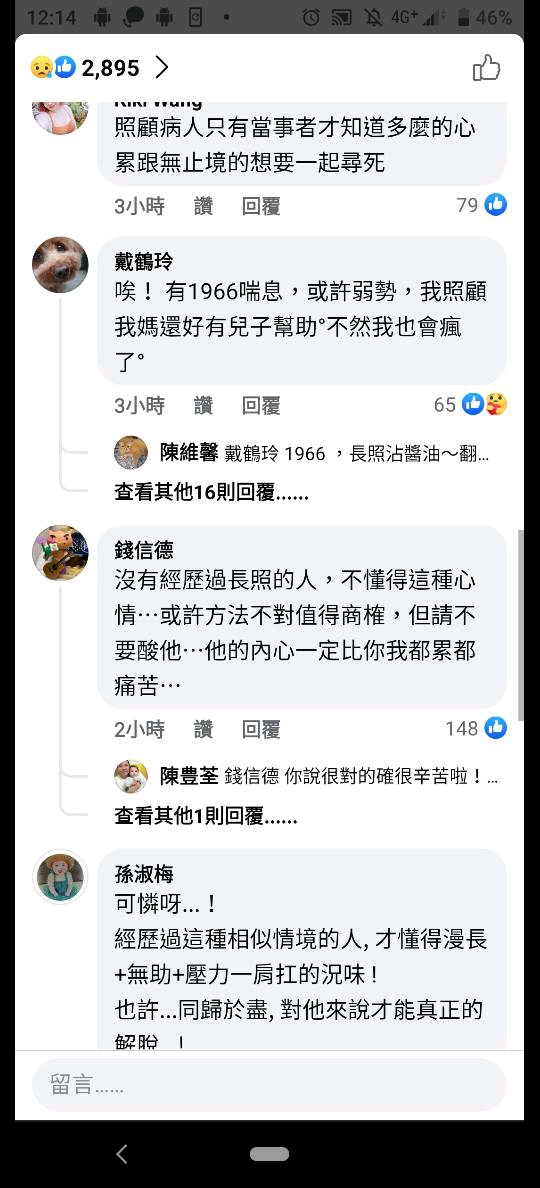 12:14
4G+
46%
2,895
Kiki Wang
照顧病人只有當事者才知道多麼的心
累跟無止境的想要一起尋死
3小時 讚 回覆 79
戴鶴玲
唉！ 有1966喘息，或許弱勢，我照顧
我媽還好有兒子幫助°不然我也會瘋
了°
3小時 讚 回覆 65
陳維馨 戴鶴玲 1966 ，長照沾醬油～翻...
查看其他16則回覆......
錢信德
沒有經歷過長照的人，不懂得這種心
情⋯或許方法不對值得商榷，但請不
要酸他⋯他的內心一定比你我都累都
痛苦⋯
2小時 讚 回覆 148
陳豊荃 錢信德 你說很對的確很辛苦啦！...
查看其他1則回覆......
孫淑梅
可憐呀...！
經歷過這種相似情境的人, 才懂得漫長
+無助+壓力一肩扛的況味 !
也許...同歸於盡, 對他來說才能真正的
解脫...!
留言......